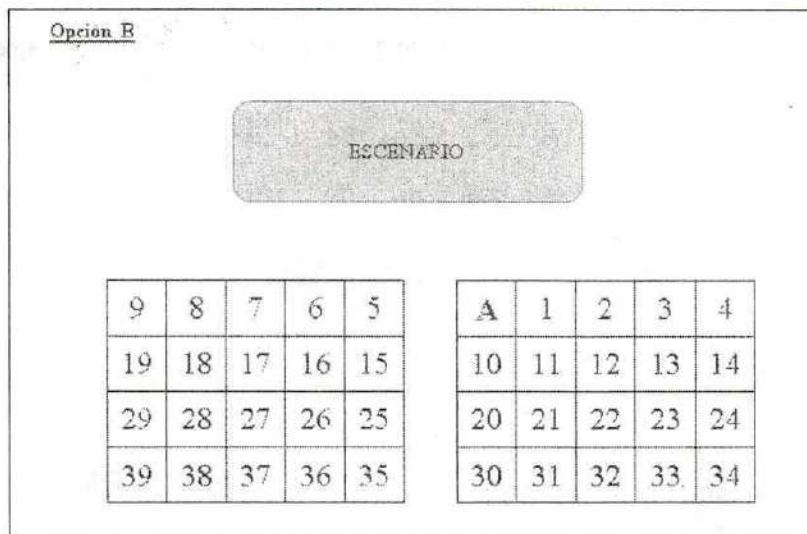 Opción B
ESCENARIO
9 8 7 6 5 A 1 2 3 4
19 18 17 16 15 10 11 12 13 14
29 28 27 26 25 20 21 22 23 24
39 38 37 36 35 30 31 32 33 34